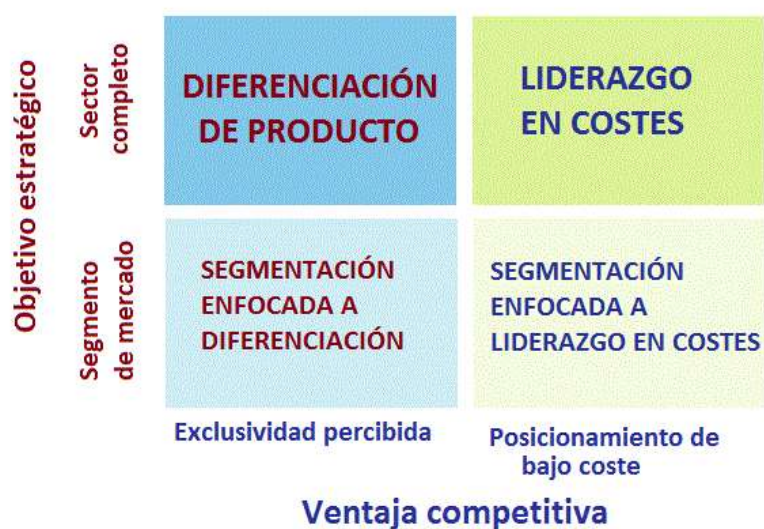 Objetivo estratégico
Sector
completo
DIFERENCIACIÓN
DE PRODUCTO
LIDERAZGO
EN COSTES
Segmento
de mercado
SEGMENTACIÓN
ENFOCADA A
DIFERENCIACIÓN
SEGMENTACIÓN
ENFOCADA A
LIDERAZGO EN COSTES
Exclusividad percibida
Posicionamiento de
bajo coste
Ventaja competitiva